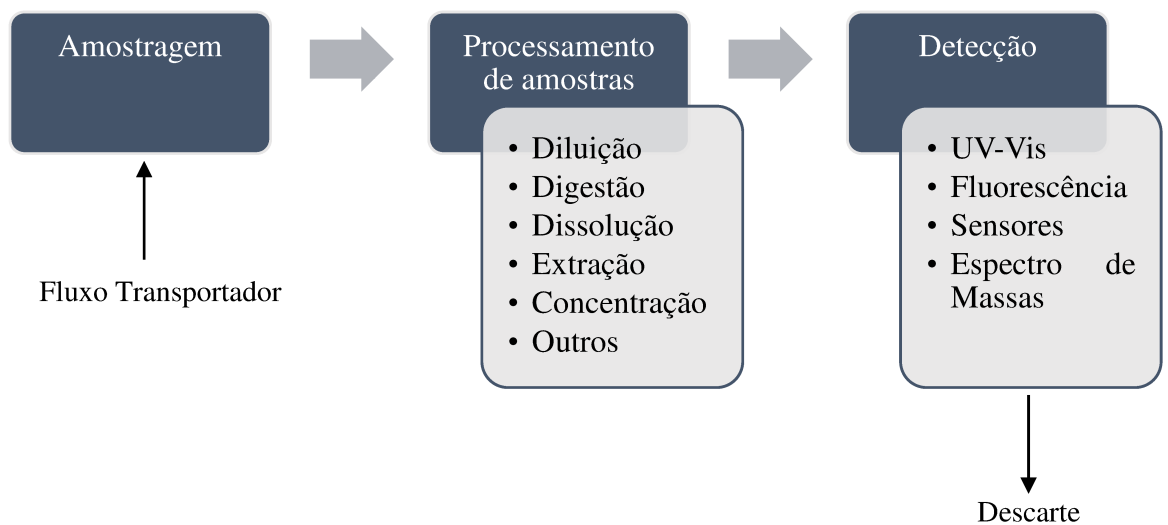 Amostragem
Fluxo Transportador
Processamento
de amostras
• Diluição
• Digestão
• Dissolução
• Extração
• Concentração
• Outros
Detecção
• UV-Vis
• Fluorescência
• Sensores
• Espectro de
Massas
Descarte